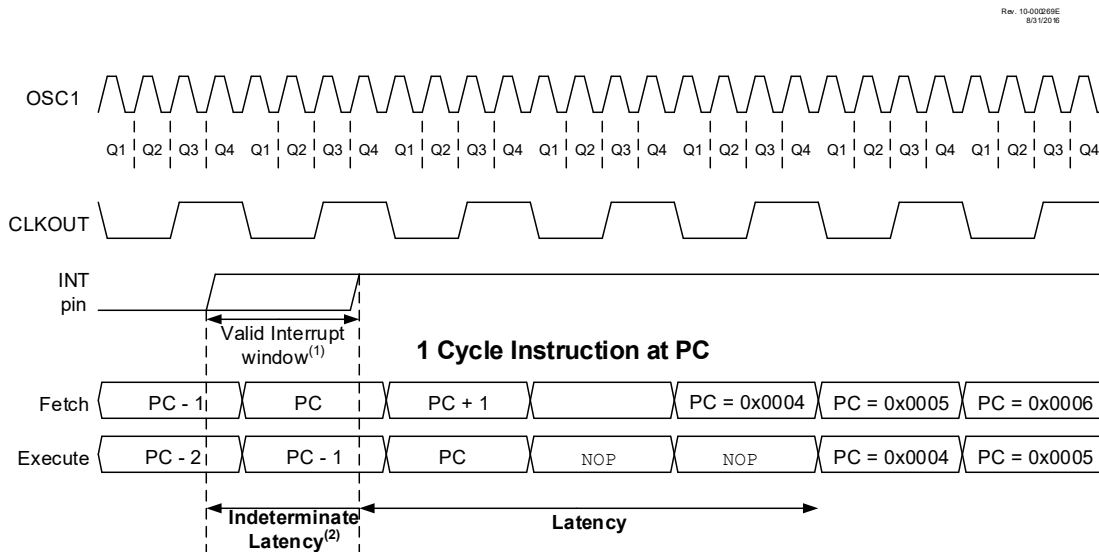 Rev. 10-000269E
8/31/2016
OSC1
Q1 Q2 Q3 Q4 Q1 Q2 Q3 Q4 Q1 Q2 Q3 Q4 Q1 Q2 Q3 Q4 Q1 Q2 Q3 Q4 Q1 Q2 Q3 Q4 Q1 Q2 Q3 Q4
CLKOUT
INT
pin
Valid Interrupt
window(1)
1 Cycle Instruction at PC
Fetch PC - 1 PC PC + 1 PC = 0x0004 PC = 0x0005 PC = 0x0006
Execute PC - 2 PC - 1 PC NOP NOP PC = 0x0004 PC = 0x0005
Indeterminate
Latency(2)
Latency